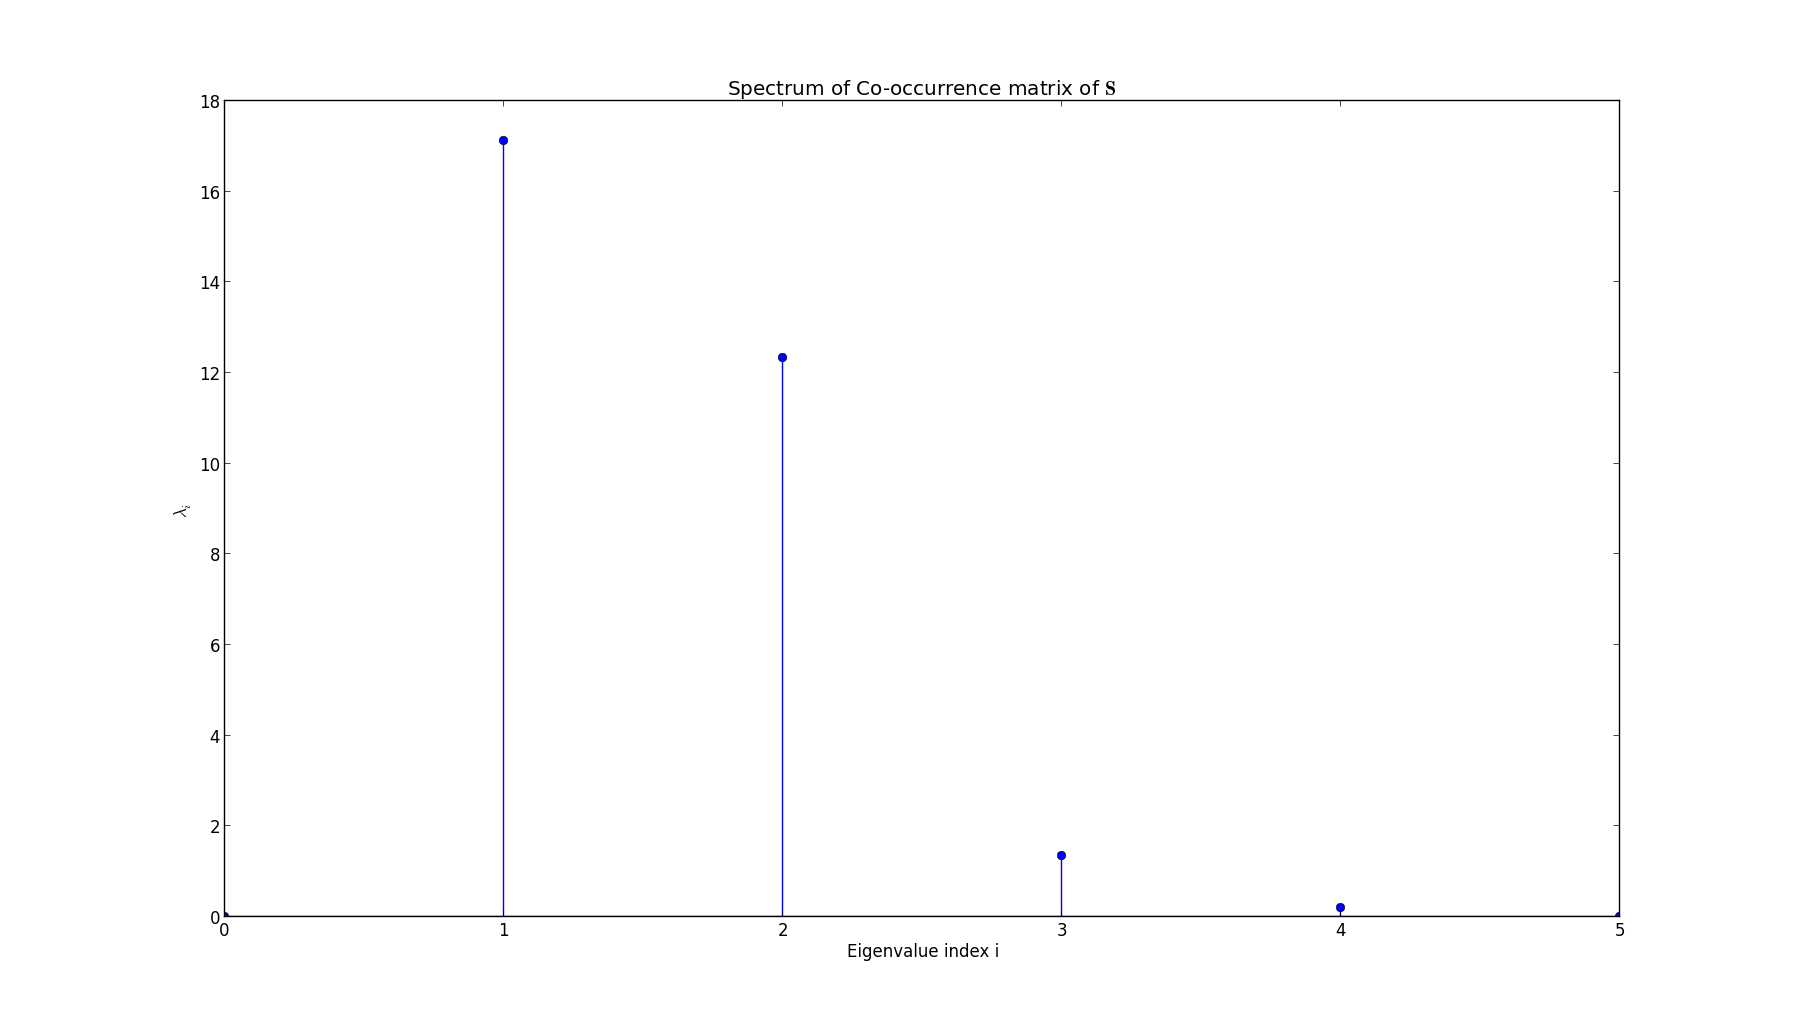 Spectrum of Co-occurrence matrix of S
18
16
14
12
10
8
6
4
2
0
λᵢ
0 1 2 3 4 5
Eigenvalue index i